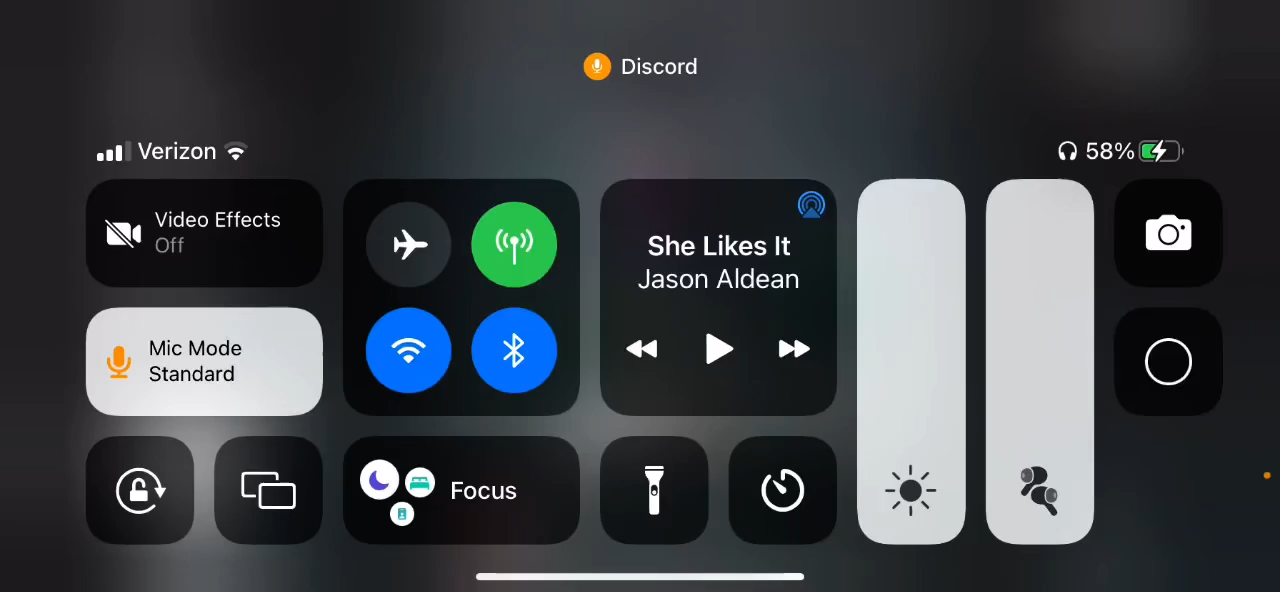 Discord
Verizon
58%
Video Effects
Off
Mic Mode
Standard
She Likes It
Jason Aldean
Focus